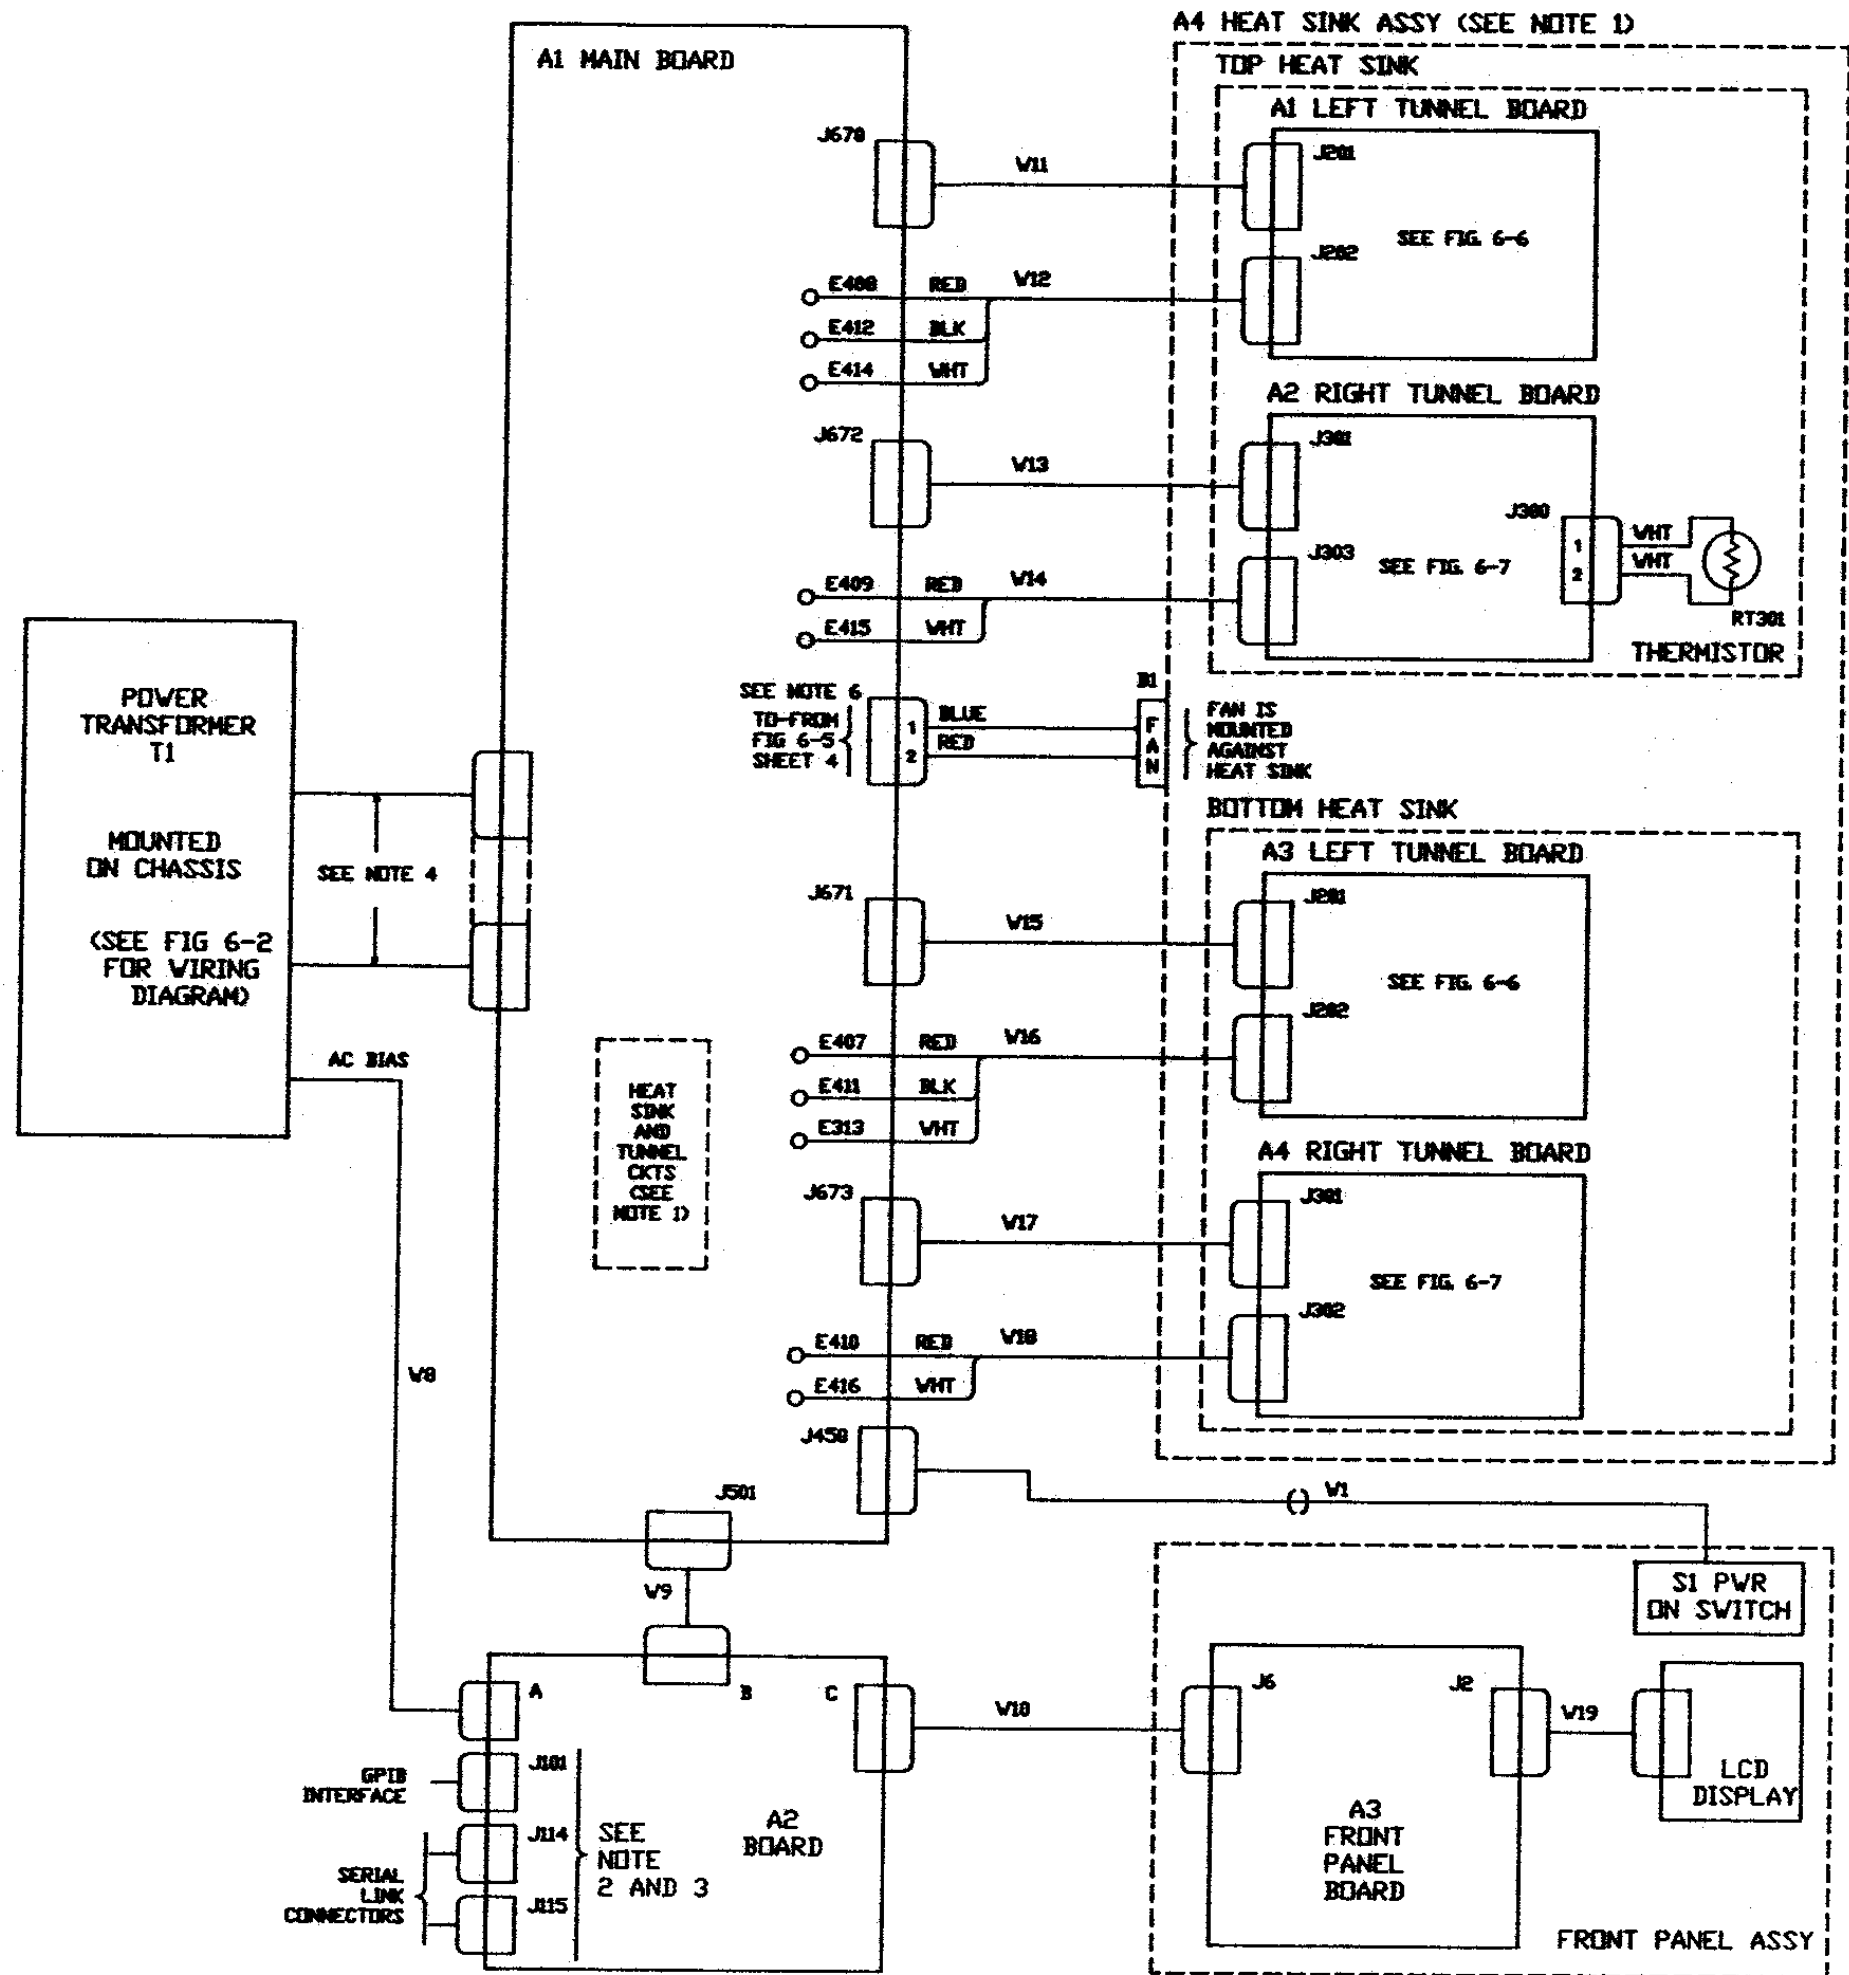 A4 HEAT SINK ASSY (SEE NOTE 1)
A1 MAIN BOARD
TOP HEAT SINK
A1 LEFT TUNNEL BOARD
J670
W11
J201
SEE FIG. 6-6
J202
E408 RED W12
E412 BLK
E414 WHT
A2 RIGHT TUNNEL BOARD
J672
W13
J301
J300
1 WHT
2 WHT
J303
SEE FIG. 6-7
E409 RED W14
E415 WHT
RT301
THERMISTOR
SEE NOTE 6
TO-FROM
FIG 6-5
SHEET 4
1 BLUE
2 RED
B1
FAN
FAN IS
MOUNTED
AGAINST
HEAT SINK
POWER
TRANSFORMER
T1
MOUNTED
ON CHASSIS
(SEE FIG 6-2
FOR WIRING
DIAGRAM)
SEE NOTE 4
AC BIAS
BOTTOM HEAT SINK
A3 LEFT TUNNEL BOARD
J671
W15
J201
SEE FIG. 6-6
J202
E407 RED W16
E411 BLK
E313 WHT
HEAT
SINK
AND
TUNNEL
CKTS
(SEE
NOTE 1)
A4 RIGHT TUNNEL BOARD
J673
W17
J301
SEE FIG. 6-7
J302
E410 RED W18
E416 WHT
W8
J450
W1
J501
W9
S1 PWR
ON SWITCH
A
B
C
W10
J6
J2
W19
LCD
DISPLAY
GPIB
INTERFACE
J101
J114
J115
SERIAL
LINK
CONNECTORS
SEE
NOTE
2 AND 3
A2
BOARD
A3
FRONT
PANEL
BOARD
FRONT PANEL ASSY